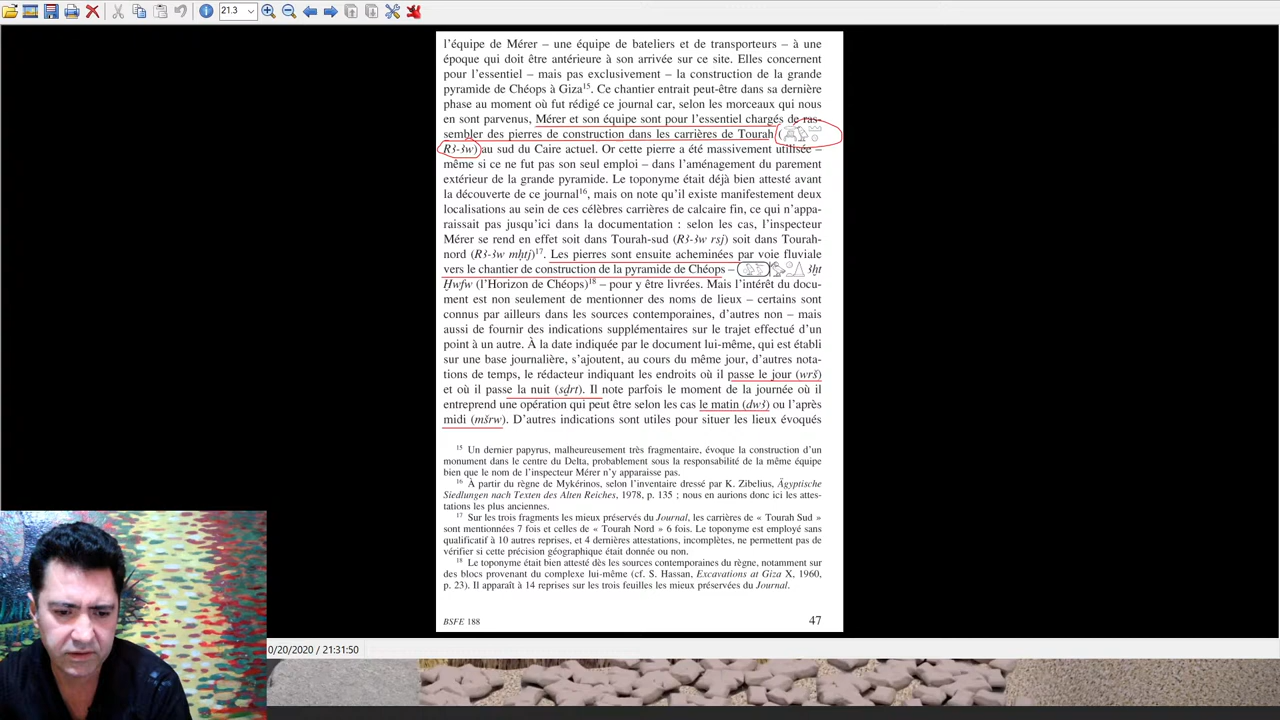 21.3
l’équipe de Mérer – une équipe de bateliers et de transporteurs – à une
époque qui doit être antérieure à son arrivée sur ce site. Elles concernent
pour l’essentiel – mais pas exclusivement – la construction de la grande
pyramide de Chéops à Giza¹⁵. Ce chantier entrait peut-être dans sa dernière
phase au moment où fut rédigé ce journal car, selon les morceaux qui nous
en sont parvenus, Mérer et son équipe sont pour l’essentiel chargés de ras-
sembler des pierres de construction dans les carrières de Tourah (
Rȝ-ȝw) au sud du Caire actuel. Or cette pierre a été massivement utilisée –
même si ce ne fut pas son seul emploi – dans l’aménagement du parement
extérieur de la grande pyramide. Le toponyme était déjà bien attesté avant
la découverte de ce journal¹⁶, mais on note qu’il existe manifestement deux
localisations au sein de ces célèbres carrières de calcaire fin, ce qui n’appa-
raissait pas jusqu’ici dans la documentation : selon les cas, l’inspecteur
Mérer se rend en effet soit dans Tourah-sud (Rȝ-ȝw rsj) soit dans Tourah-
nord (Rȝ-ȝw mḥtj)¹⁷. Les pierres sont ensuite acheminées par voie fluviale
vers le chantier de construction de la pyramide de Chéops – ȝḫt
Ḫwfw (l’Horizon de Chéops)¹⁸ – pour y être livrées. Mais l’intérêt du docu-
ment est non seulement de mentionner des noms de lieux – certains sont
connus par ailleurs dans les sources contemporaines, d’autres non – mais
aussi de fournir des indications supplémentaires sur le trajet effectué d’un
point à un autre. À la date indiquée par le document lui-même, qui est établi
sur une base journalière, s’ajoutent, au cours du même jour, d’autres nota-
tions de temps, le rédacteur indiquant les endroits où il passe le jour (wrš)
et où il passe la nuit (sḏrt). Il note parfois le moment de la journée où il
entreprend une opération qui peut être selon les cas le matin (dwȝ) ou l’après
midi (mšrw). D’autres indications sont utiles pour situer les lieux évoqués
¹⁵ Un dernier papyrus, malheureusement très fragmentaire, évoque la construction d’un
monument dans le centre du Delta, probablement sous la responsabilité de la même équipe
bien que le nom de l’inspecteur Mérer n’y apparaisse pas.
¹⁶ À partir du règne de Mykérinos, selon l’inventaire dressé par K. Zibelius, Ägyptische
Siedlungen nach Texten des Alten Reiches, 1978, p. 135 ; nous en aurions donc ici les attes-
tations les plus anciennes.
¹⁷ Sur les trois fragments les mieux préservés du Journal, les carrières de « Tourah Sud »
sont mentionnées 7 fois et celles de « Tourah Nord » 6 fois. Le toponyme est employé sans
qualificatif à 10 autres reprises, et 4 dernières attestations, incomplètes, ne permettent pas de
vérifier si cette précision géographique était donnée ou non.
¹⁸ Le toponyme était bien attesté dès les sources contemporaines du règne, notamment sur
des blocs provenant du complexe lui-même (cf. S. Hassan, Excavations at Giza X, 1960,
p. 23). Il apparaît à 14 reprises sur les trois feuilles les mieux préservées du Journal.
BSFE 188 47
0/20/2020 / 21:31:50